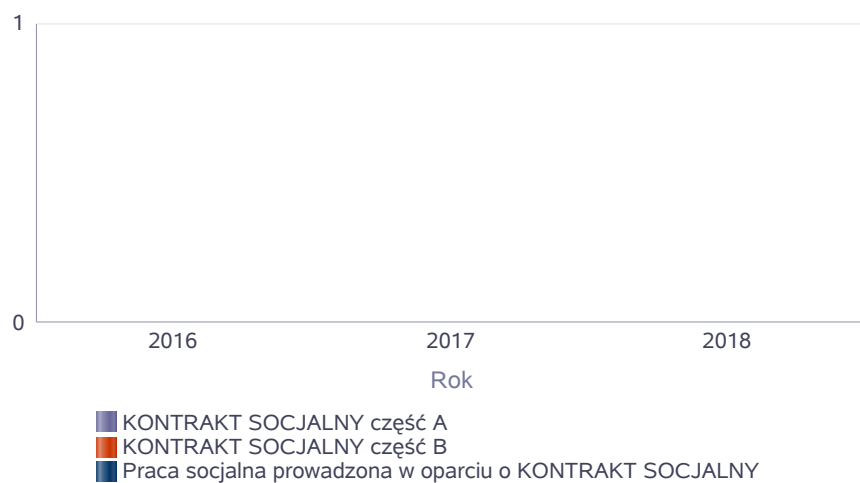 1
0
2016 2017 2018
Rok
KONTRAKT SOCJALNY część A
KONTRAKT SOCJALNY część B
Praca socjalna prowadzona w oparciu o KONTRAKT SOCJALNY